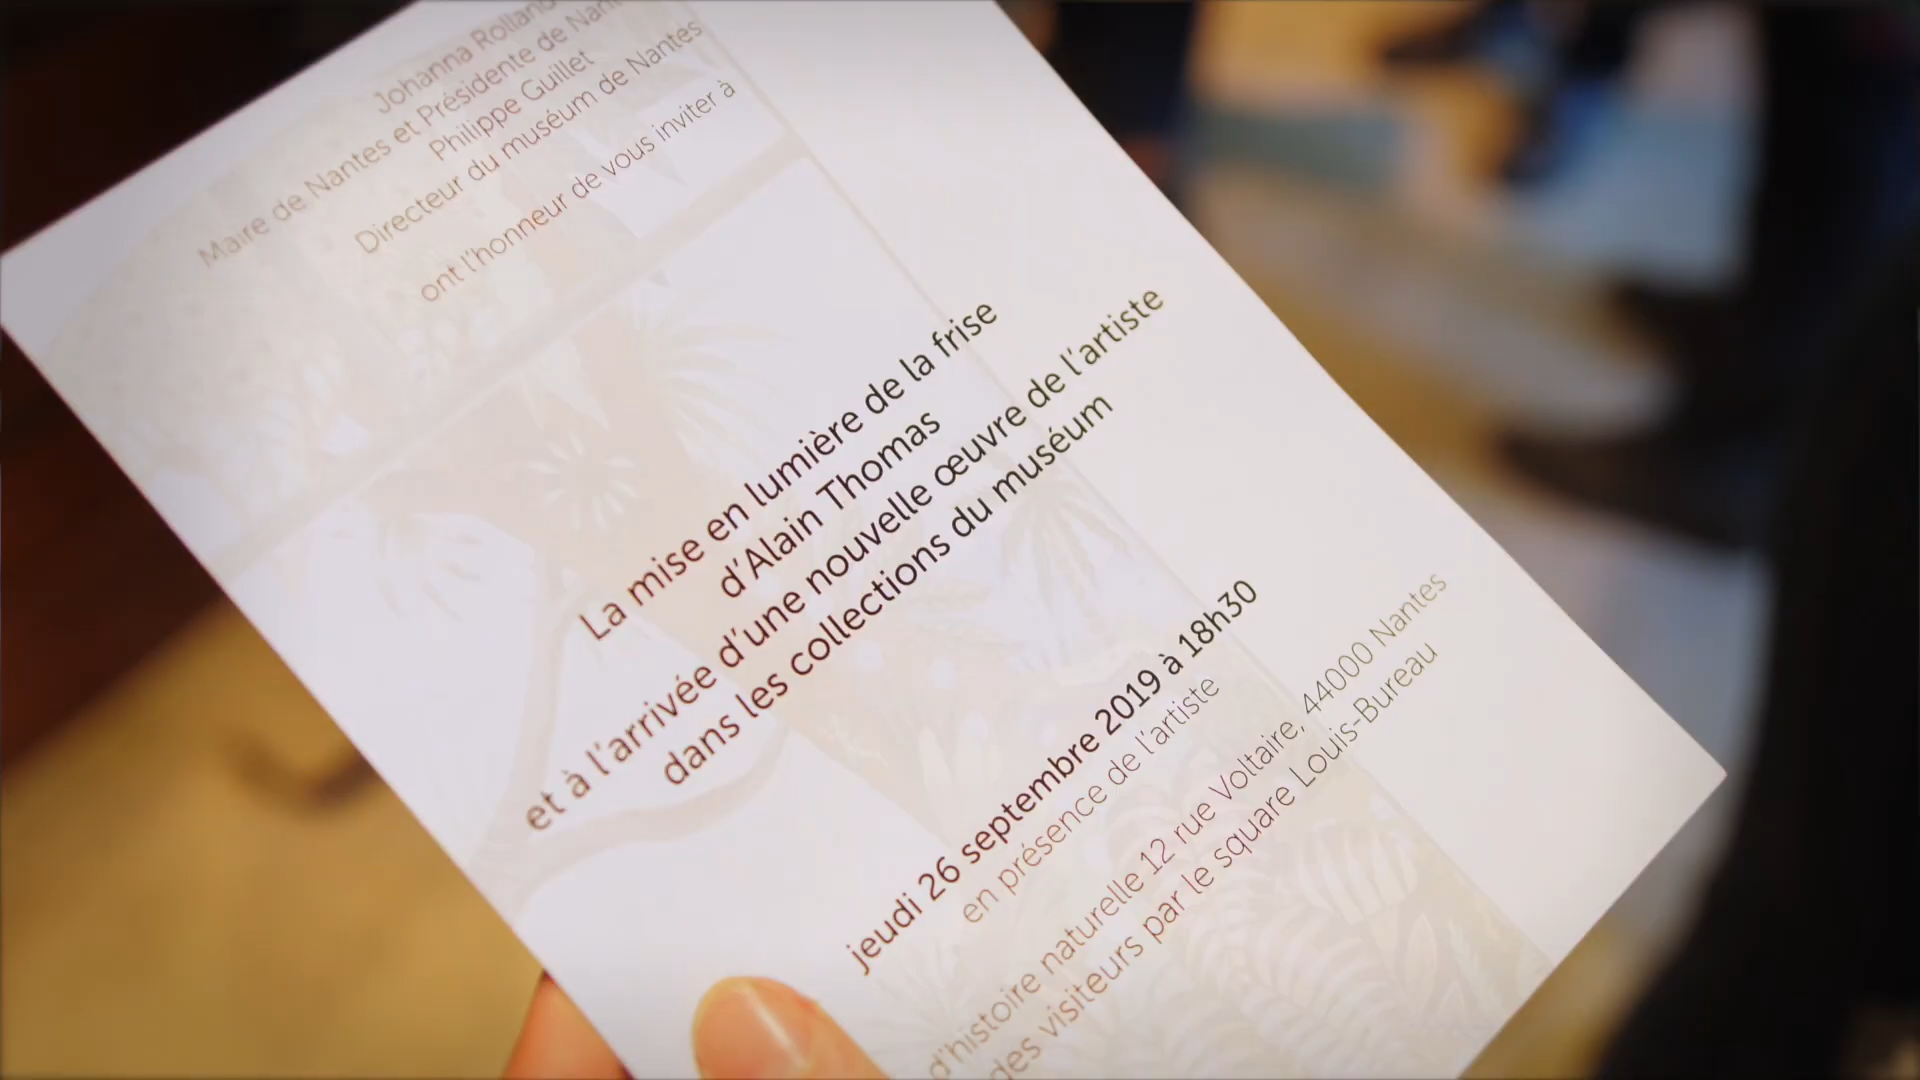 Johanna Rolland
Maire de Nantes et Présidente de
Philippe Guillet
Directeur du muséum de Nantes
ont l'honneur de vous inviter à
La mise en lumière de la frise
d'Alain Thomas
et à l'arrivée d'une nouvelle œuvre de l'artiste
dans les collections du muséum
jeudi 26 septembre 2019 à 18h30
en présence de l'artiste
d'histoire naturelle 12 rue Voltaire, 44000 Nantes
des visiteurs par le square Louis-Bureau